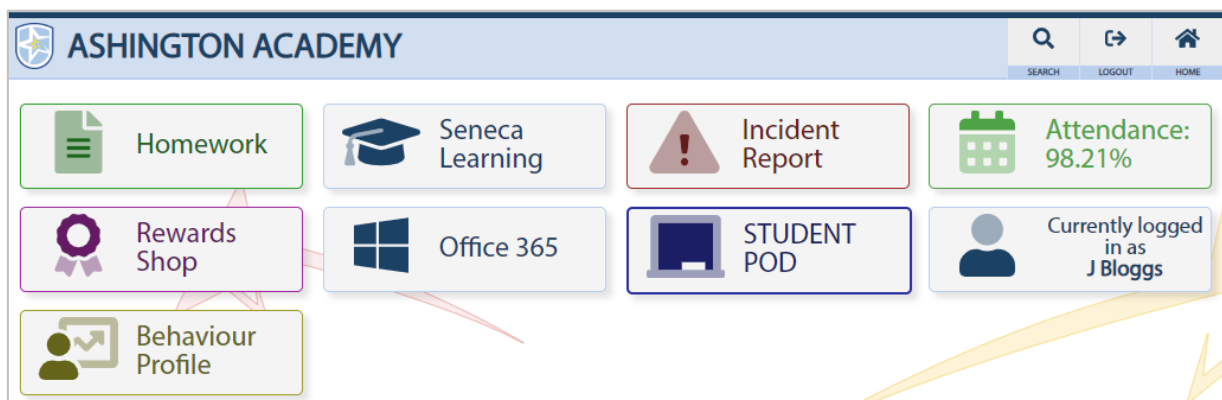 ASHINGTON ACADEMY
SEARCH
LOGOUT
HOME
Homework
Seneca
Learning
Incident
Report
Attendance:
98.21%
Rewards
Shop
Office 365
STUDENT
POD
Currently logged
in as
J Bloggs
Behaviour
Profile